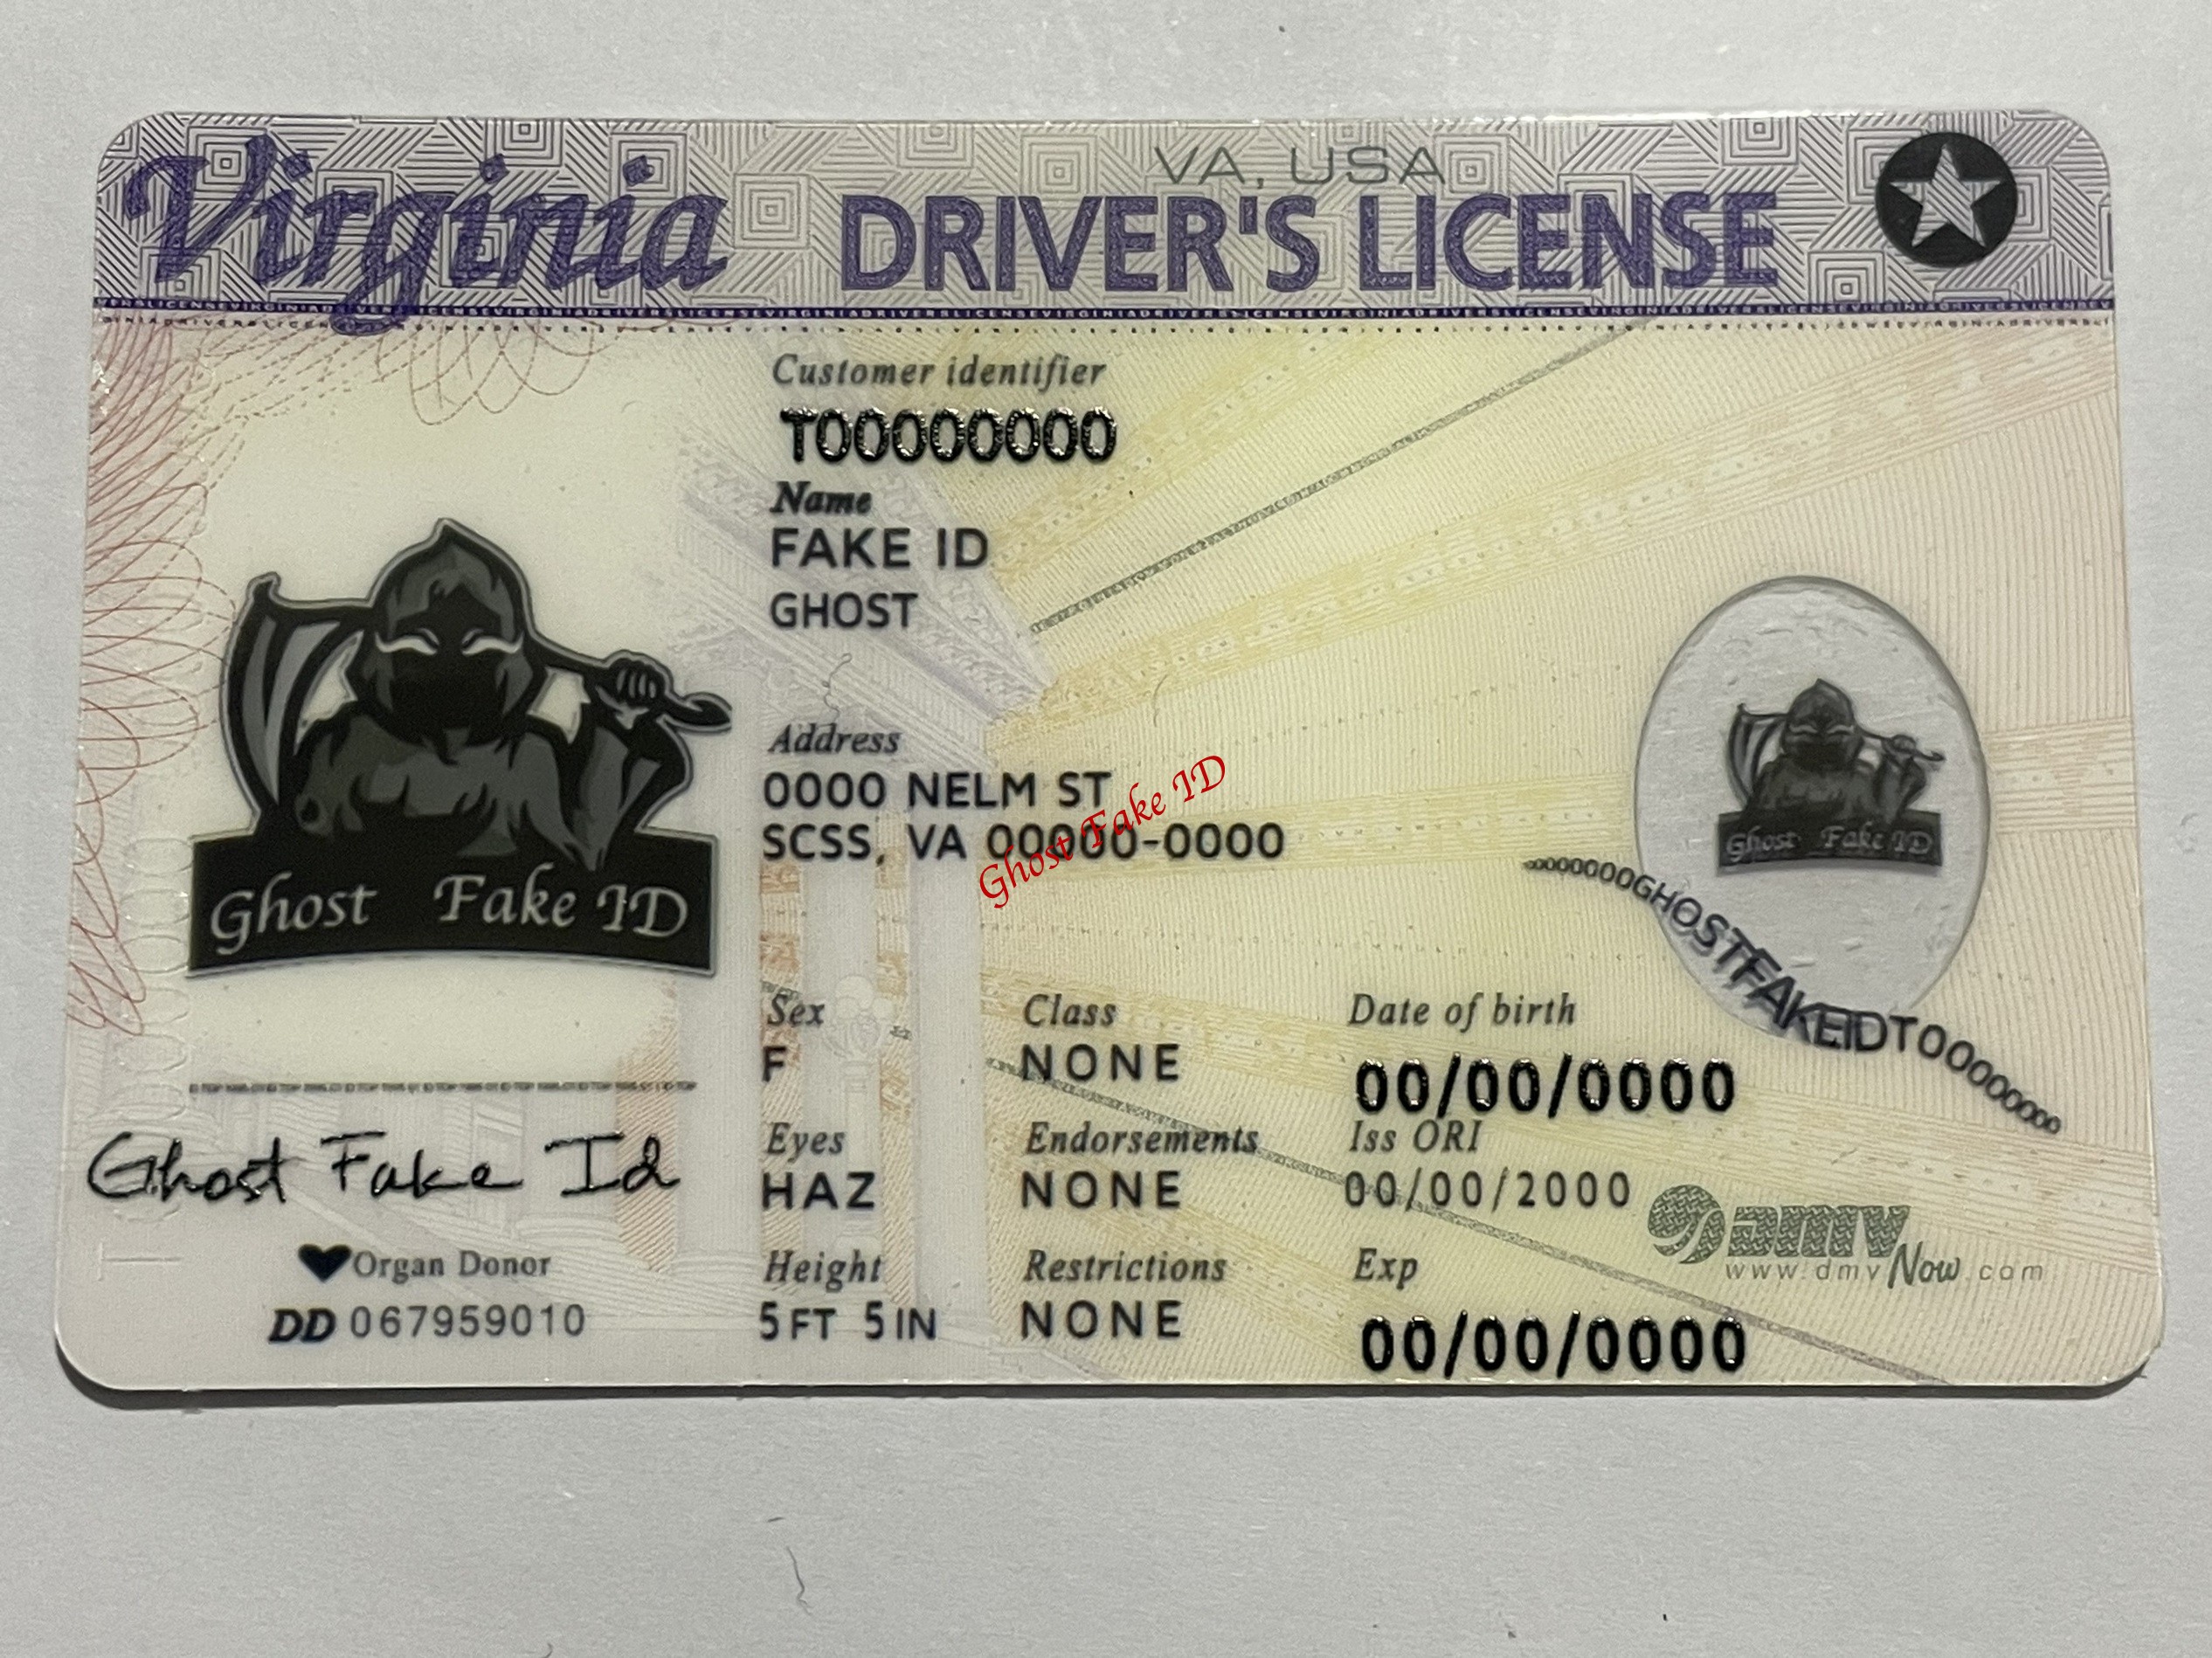 Virginia
VA, USA
DRIVER'S LICENSE
Customer identifier
T00000000
Name
FAKE ID
GHOST
Address
0000 NELM ST
SCSS, VA 00000-0000
Ghost Fake ID
Ghost Fake ID
Ghost Fake ID
GHOSTFAKEIDT00000000
Sex
F
Class
NONE
Date of birth
00/00/0000
Ghost Fake Id
Eyes
HAZ
Endorsements
NONE
Iss ORI
00/00/2000
dmv
www.dmvNow.com
Organ Donor
DD 067959010
Height
5FT 5IN
Restrictions
NONE
Exp
00/00/0000